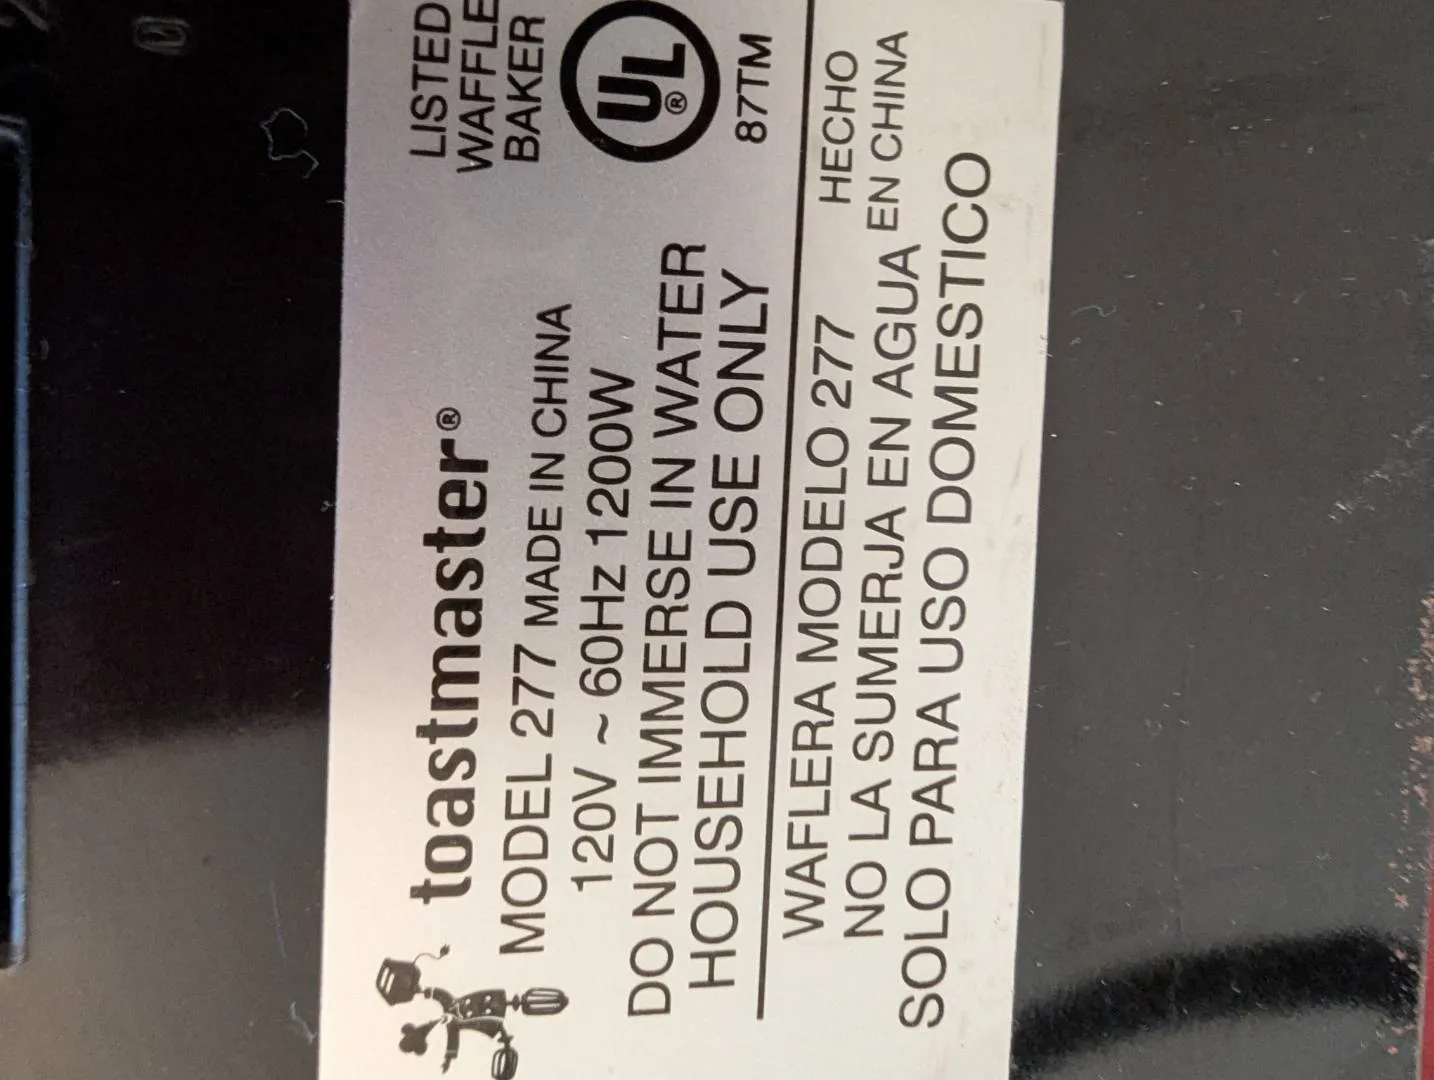 toastmaster®
MODEL 277 MADE IN CHINA
120V ~ 60Hz 1200W
DO NOT IMMERSE IN WATER
HOUSEHOLD USE ONLY
LISTED
WAFFLE
BAKER
UL®
87TM
WAFLERA MODELO 277
NO LA SUMERJA EN AGUA
HECHO
EN CHINA
SOLO PARA USO DOMESTICO